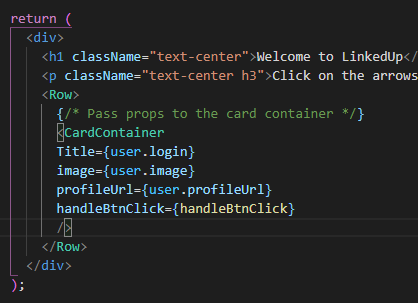 return (
<div>
<h1 className="text-center">Welcome to LinkedUp</
<p className="text-center h3">Click on the arrows
<Row>
{/* Pass props to the card container */}
<CardContainer
Title={user.login}
image={user.image}
profileUrl={user.profileUrl}
handleBtnClick={handleBtnClick}
/>
</Row>
</div>
);